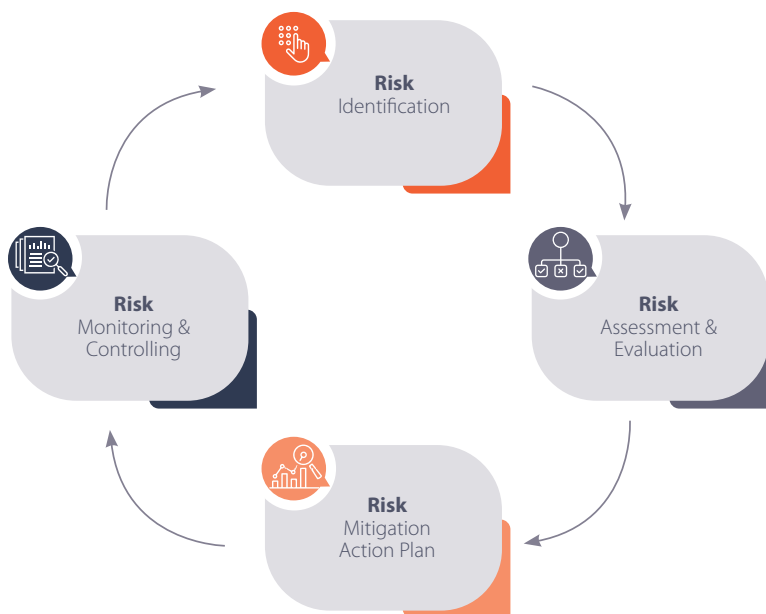 Risk
Identification
Risk
Assessment &
Evaluation
Risk
Mitigation
Action Plan
Risk
Monitoring &
Controlling